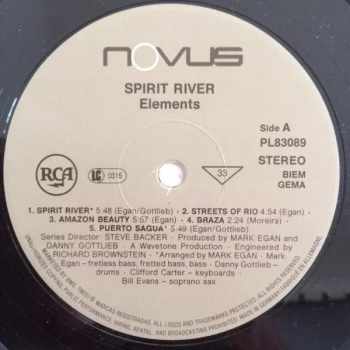 NOVUS
SPIRIT RIVER
Elements
Side A
PL83089
STEREO
BIEM
GEMA
RCA
LC 0316
33
1. SPIRIT RIVER* 5:48 (Egan/Gottlieb) - 2. STREETS OF RIO 4:54 (Egan/
3. AMAZON BEAUTY 5:57 (Egan/Gottlieb) - 4. BRAZA 2:24 (Moreira)
5. PUERTO SAGUA* 5:49 (Egan/Gottlieb)
Series Director: STEVE BACKER - Produced by MARK EGAN and
DANNY GOTTLIEB - A Wavetone Production - Engineered by
RICHARD BROWNSTEIN - *Arranged by MARK EGAN - Mark
Egan - fretless bass, fretted bass, bass - Danny Gottlieb -
drums - Clifford Carter - keyboards -
Bill Evans - soprano sax